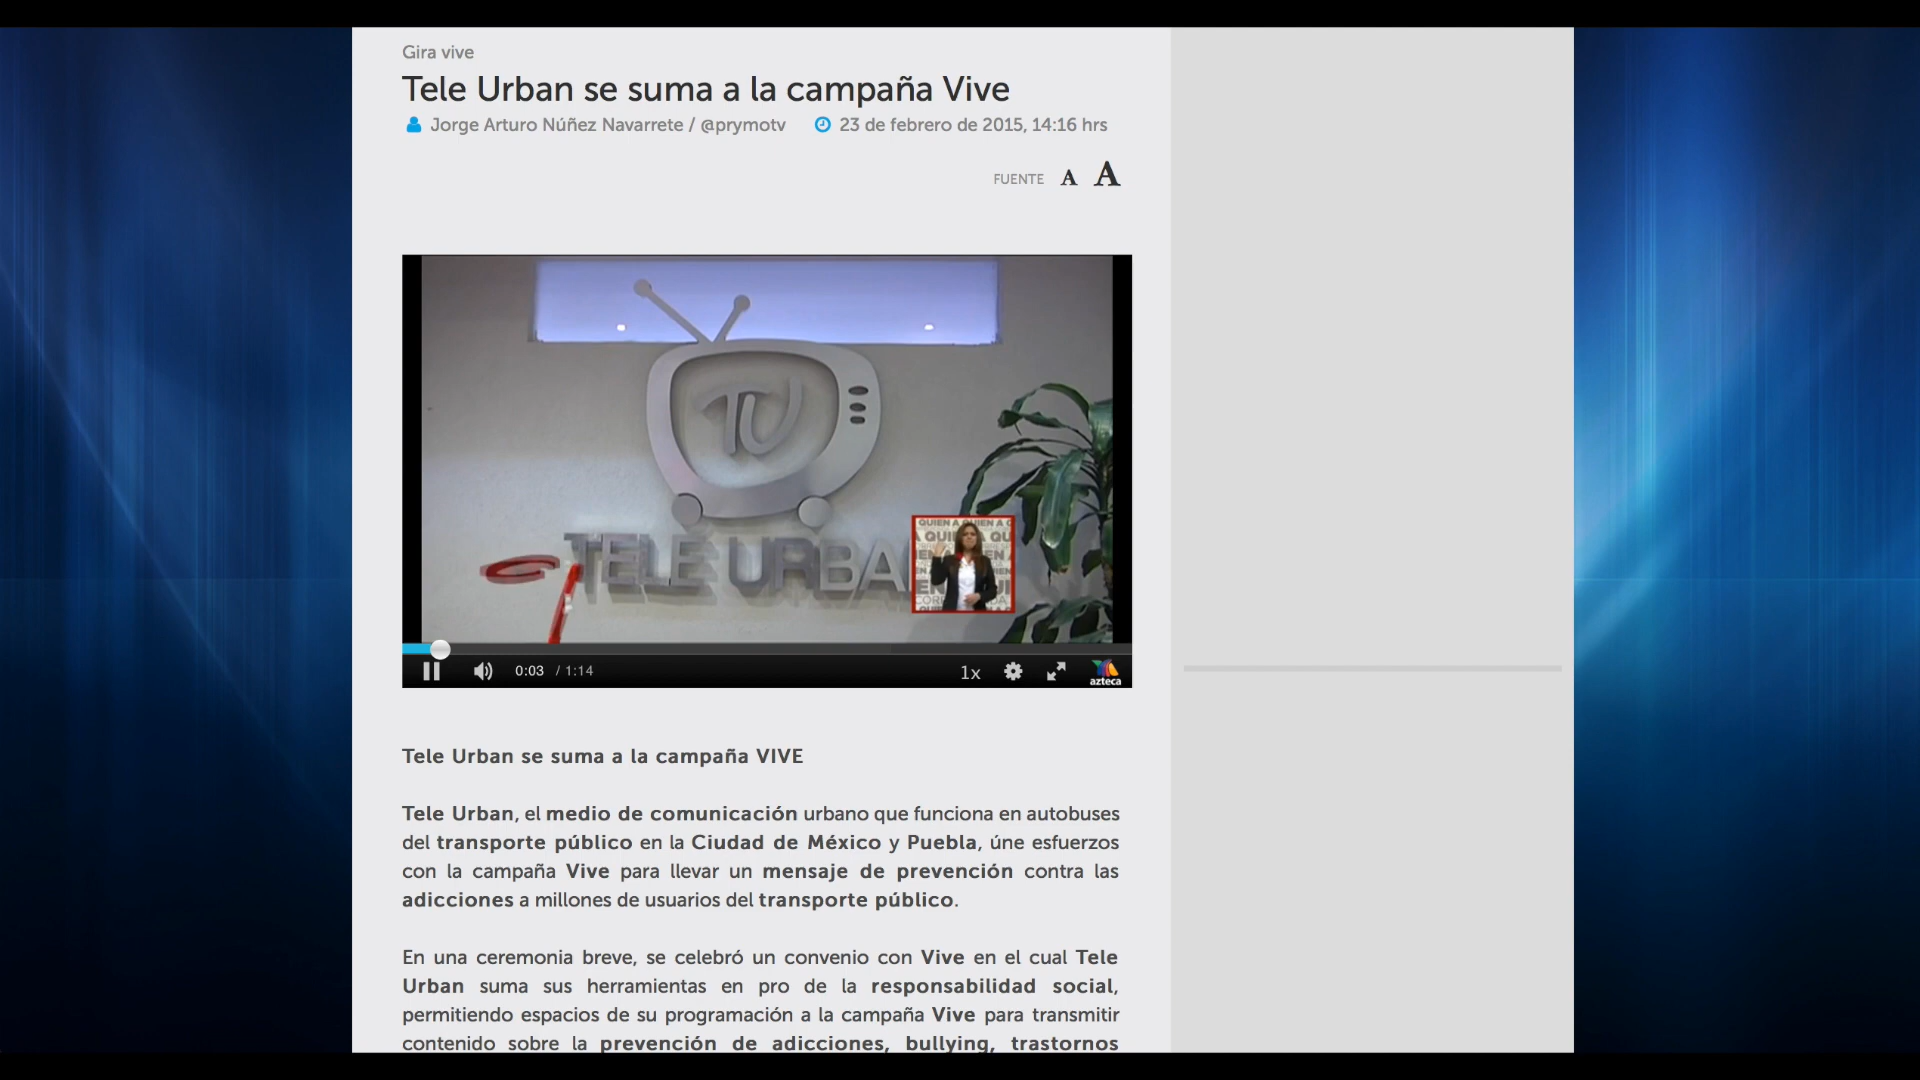 Gira vive
Tele Urban se suma a la campaña Vive
Jorge Arturo Núñez Navarrete / @prymotv 23 de febrero de 2015, 14:16 hrs
FUENTE A A
TU
TELE URBA
QUIEN A QUIEN A
A QUIEN A QU
0:03 / 1:14
1x
azteca
Tele Urban se suma a la campaña VIVE
Tele Urban, el medio de comunicación urbano que funciona en autobuses
del transporte público en la Ciudad de México y Puebla, úne esfuerzos
con la campaña Vive para llevar un mensaje de prevención contra las
adicciones a millones de usuarios del transporte público.
En una ceremonia breve, se celebró un convenio con Vive en el cual Tele
Urban suma sus herramientas en pro de la responsabilidad social,
permitiendo espacios de su programación a la campaña Vive para transmitir
contenido sobre la prevención de adicciones, bullying, trastornos